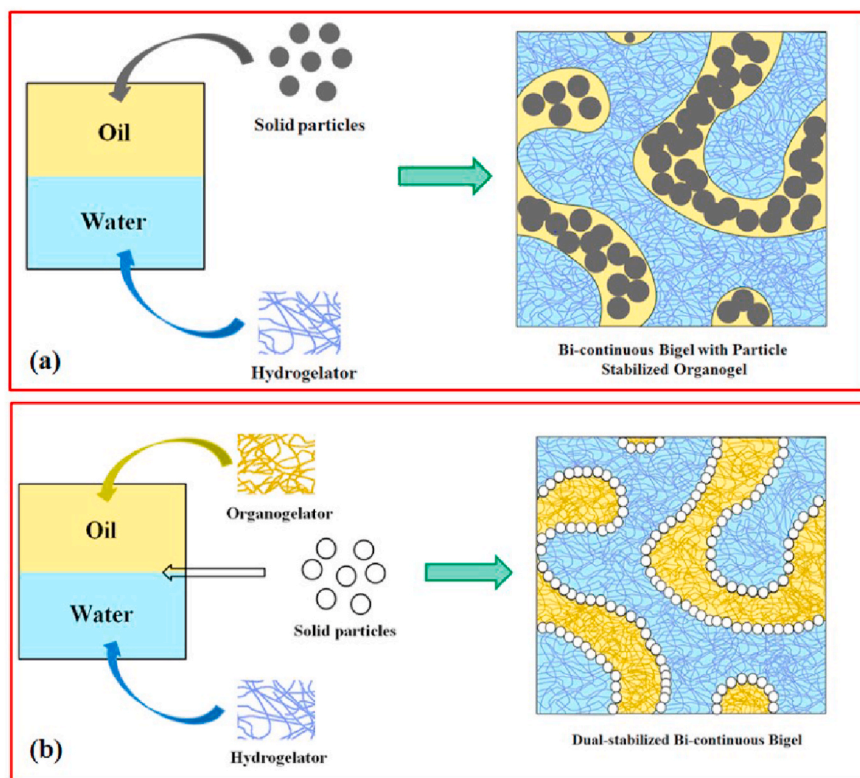 Oil
Solid particles
Water
Hydrogelator
(a)
Bi-continuous Bigel with Particle
Stabilized Organogel
Organogelator
Oil
Water
Solid particles
Hydrogelator
(b)
Dual-stabilized Bi-continuous Bigel